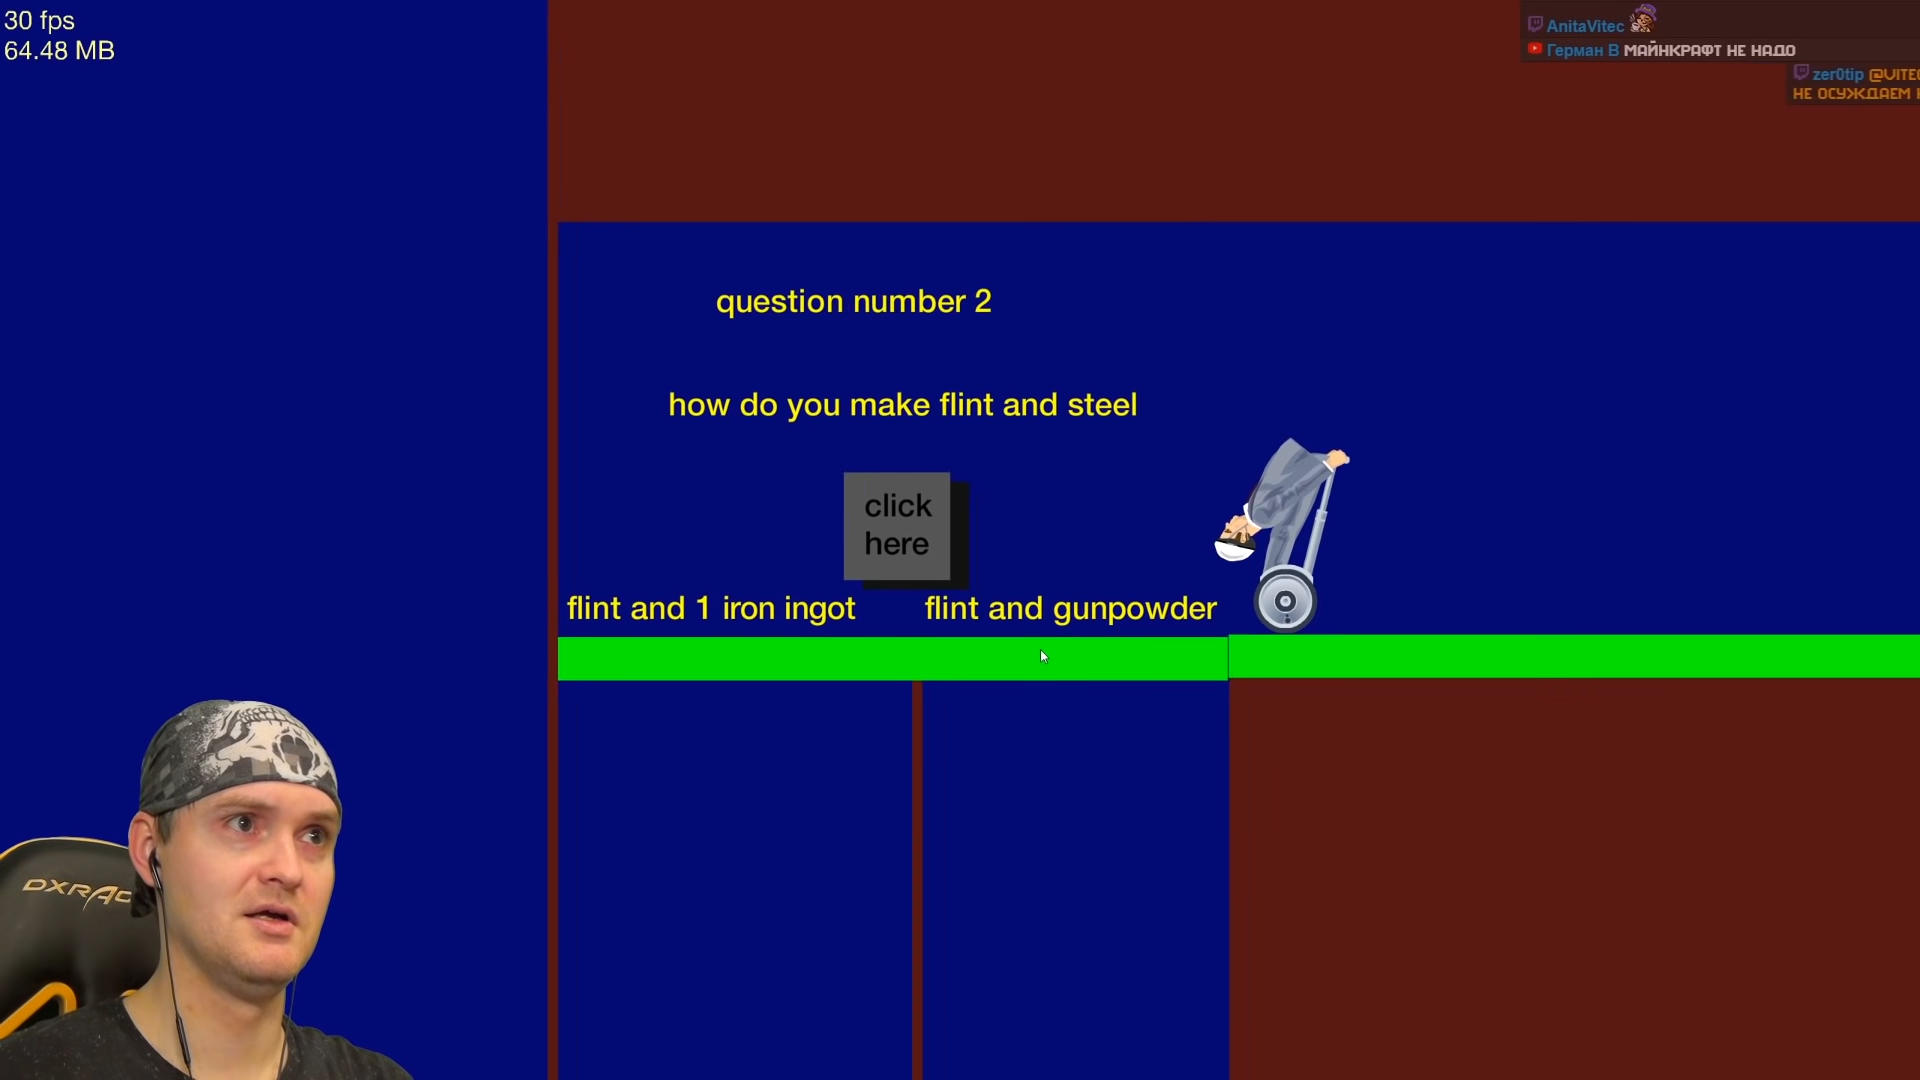 30 fps
64.48 MB
AnitaVitec
Герман В МАЙНКРАФТ НЕ НАДО
zer0tip
НЕ ОСУЖДАЕМ
question number 2
how do you make flint and steel
click
here
flint and 1 iron ingot
flint and gunpowder